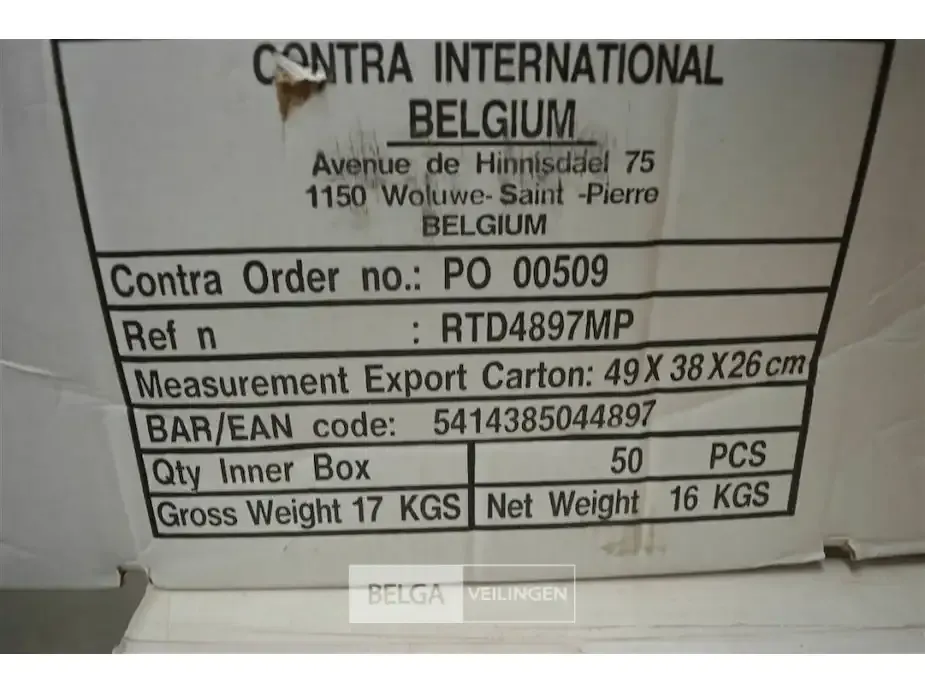 CONTRA INTERNATIONAL
BELGIUM
Avenue de Hinnisdael 75
1150 Woluwe- Saint -Pierre
BELGIUM
Contra Order no.: PO 00509
Ref n : RTD4897MP
Measurement Export Carton: 49 X 38 X 26 cm
BAR/EAN code: 5414385044897
Qty Inner Box 50 PCS
Gross Weight 17 KGS Net Weight 16 KGS
BELGA VEILINGEN